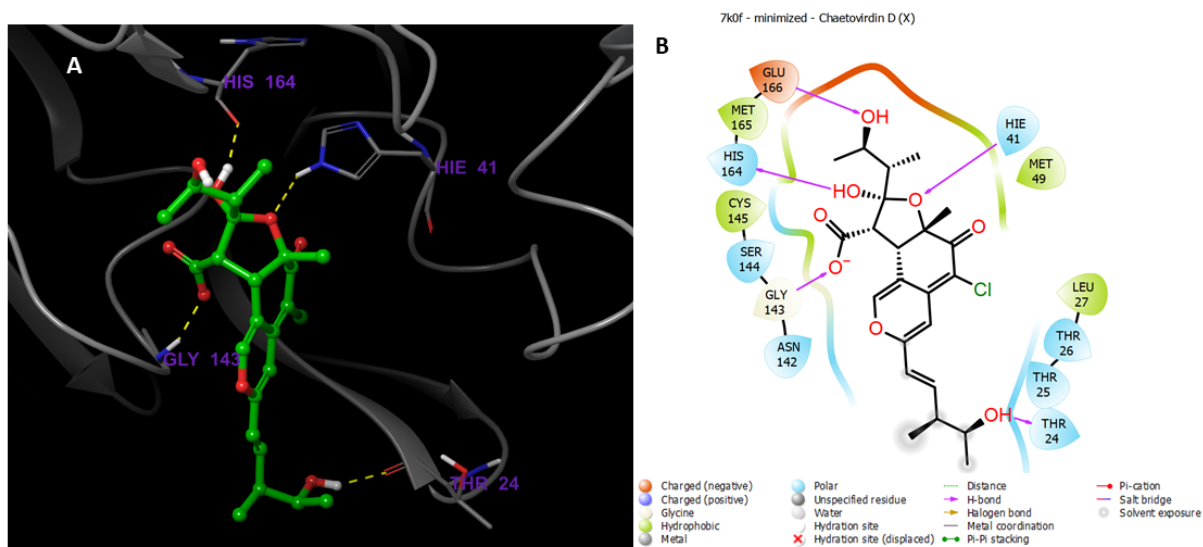 7k0f - minimized - Chaetovirdin D (X)
A
HIS 164
HIE 41
GLY 143
THR 24
B
GLU
166
MET
165
HIS
164
CYS
145
SER
144
GLY
143
ASN
142
HIE
41
MET
49
LEU
27
THR
26
THR
25
THR
24
OH
HO
O
O
O
O⁻
Cl
O
OH
Charged (negative)
Charged (positive)
Glycine
Hydrophobic
Metal
Polar
Unspecified residue
Water
Hydration site
Hydration site (displaced)
Distance
H-bond
Halogen bond
Metal coordination
Pi-Pi stacking
Pi-cation
Salt bridge
Solvent exposure